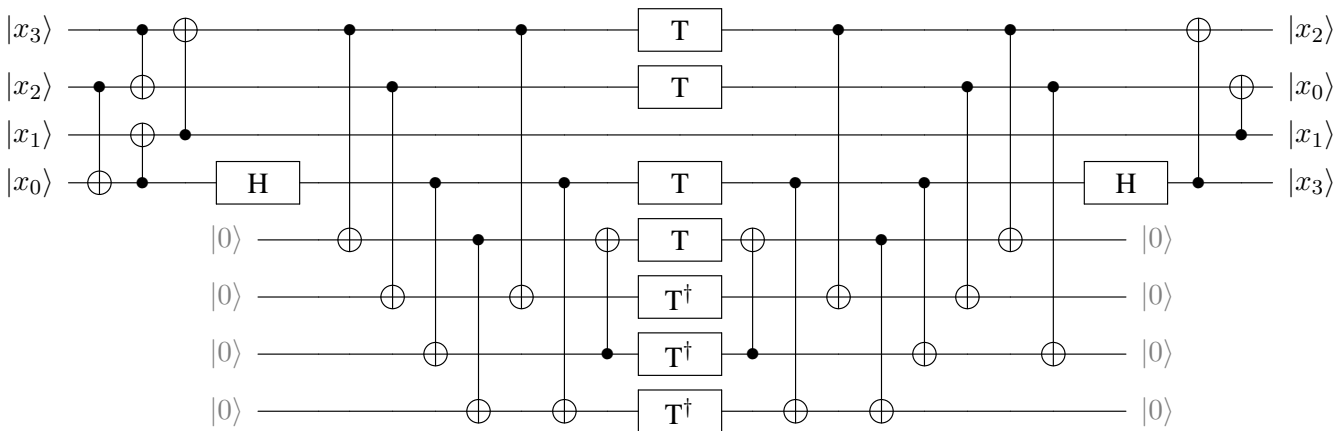 |x₃⟩ T |x₂⟩
|x₂⟩ T |x₀⟩
|x₁⟩ |x₁⟩
|x₀⟩ H T H |x₃⟩
|0⟩ T |0⟩
|0⟩ T† |0⟩
|0⟩ T† |0⟩
|0⟩ T† |0⟩